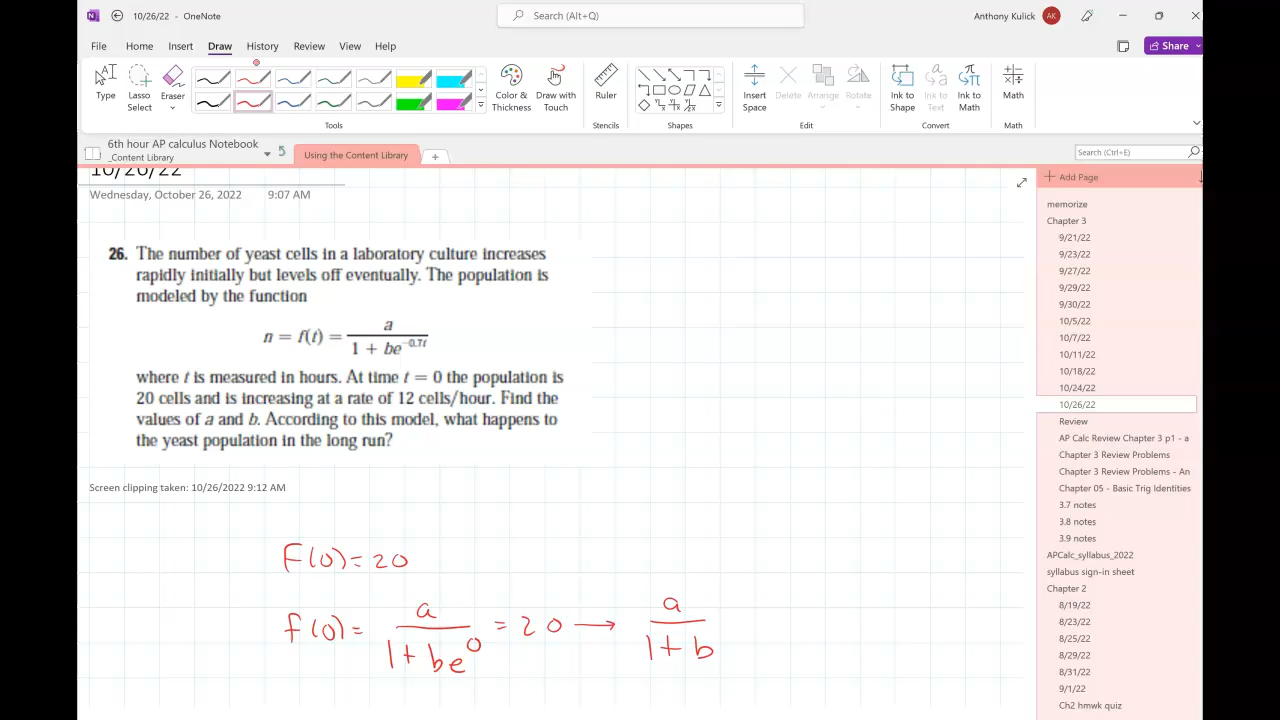 10/26/22 - OneNote
Search (Alt+Q)
Anthony Kulick
AK
File Home Insert Draw History Review View Help
Share
Type
Lasso Select
Eraser
Color & Thickness
Draw with Touch
Ruler
Insert Space
Delete
Arrange
Rotate
Ink to Shape
Ink to Text
Ink to Math
Math
Tools
Stencils
Shapes
Edit
Convert
Math
6th hour AP calculus Notebook
_Content Library
Using the Content Library
+
Search (Ctrl+E)
10/26/22
Wednesday, October 26, 2022 9:07 AM
26. The number of yeast cells in a laboratory culture increases
rapidly initially but levels off eventually. The population is
modeled by the function
n = f(t) = a / 1 + be^-0.7t
where t is measured in hours. At time t = 0 the population is
20 cells and is increasing at a rate of 12 cells/hour. Find the
values of a and b. According to this model, what happens to
the yeast population in the long run?
Screen clipping taken: 10/26/2022 9:12 AM
F(0) = 20
f(0) = a / 1 + be^0 = 20 → a / 1 + b
+ Add Page
memorize
Chapter 3
9/21/22
9/23/22
9/27/22
9/29/22
9/30/22
10/5/22
10/7/22
10/11/22
10/18/22
10/24/22
10/26/22
Review
AP Calc Review Chapter 3 p1 - a
Chapter 3 Review Problems
Chapter 3 Review Problems - An
Chapter 05 - Basic Trig Identities
3.7 notes
3.8 notes
3.9 notes
APCalc_syllabus_2022
syllabus sign-in sheet
Chapter 2
8/19/22
8/23/22
8/25/22
8/29/22
8/31/22
9/1/22
Ch2 hmwk quiz